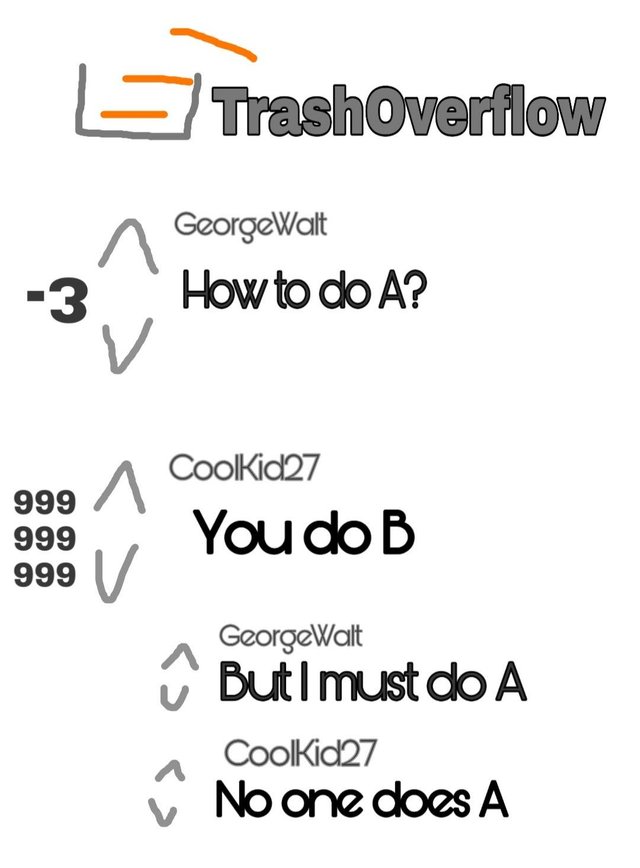 TrashOverflow
GeorgeWalt
-3
How to do A?
CoolKid27
999
999
999
You do B
GeorgeWalt
But I must do A
CoolKid27
No one does A